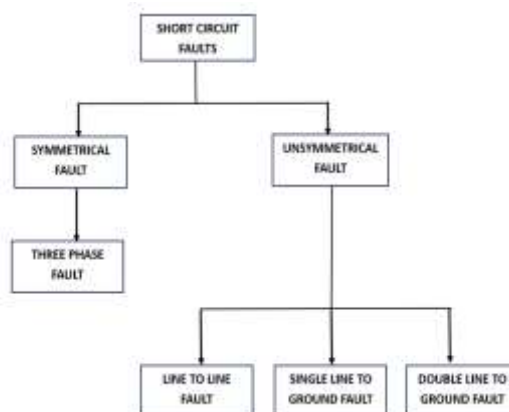 SHORT CIRCUIT
FAULTS
SYMMETRICAL
FAULT
UNSYMETRICAL
FAULT
THREE PHASE
FAULT
LINE TO LINE
FAULT
SINGLE LINE TO
GROUND FAULT
DOUBLE LINE TO
GROUND FAULT